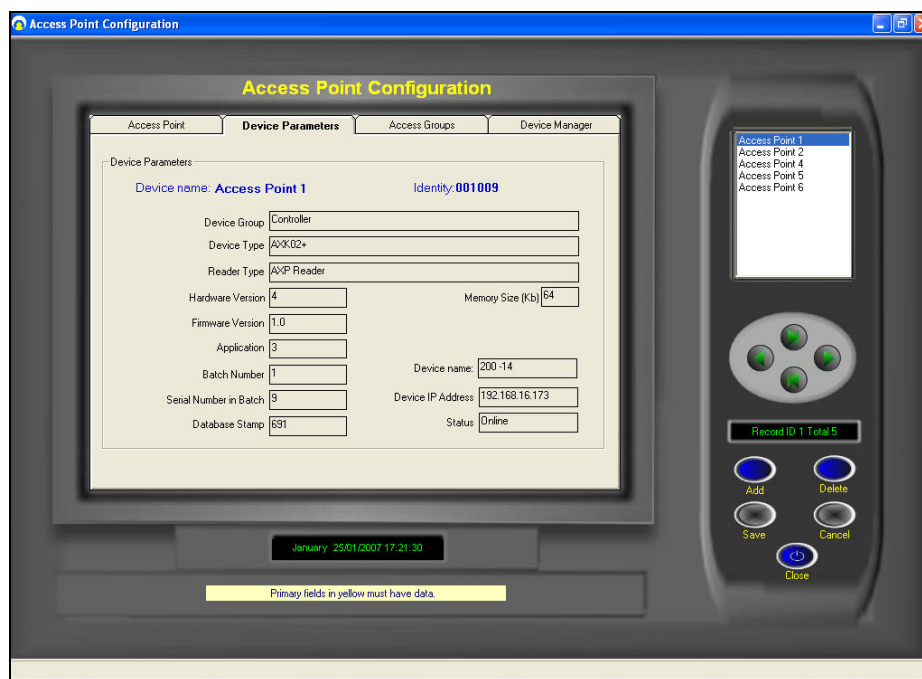 Access Point Configuration
Access Point Configuration
Access Point
Device Parameters
Access Groups
Device Manager
Device Parameters
Device name: Access Point 1
Identity:001009
Device Group Controller
Device Type AXK02+
Reader Type AXP Reader
Hardware Version 4
Memory Size (Kb) 64
Firmware Version 1.0
Application 3
Batch Number 1
Device name: 200 -14
Serial Number in Batch 9
Device IP Address 192.168.16.173
Database Stamp 691
Status Online
January 25/01/2007 17:21:30
Primary fields in yellow must have data.
Access Point 1
Access Point 2
Access Point 4
Access Point 5
Access Point 6
Record ID 1 Total 5
Add
Delete
Save
Cancel
Close